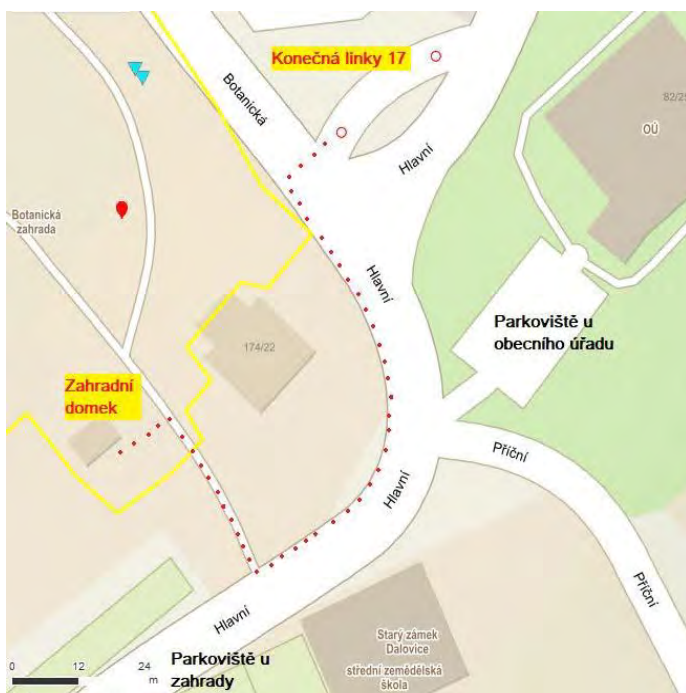 Konečná linky 17
Botanická
82/25
OÚ
Hlavní
Botanická
zahrada
Hlavní
Parkoviště u
obecního úřadu
174/22
Zahradní
domek
Příční
Hlavní
Příční
Hlavní
Starý zámek
Dalovice
střední zemědělská
škola
Parkoviště u
zahrady
0 12 24
m